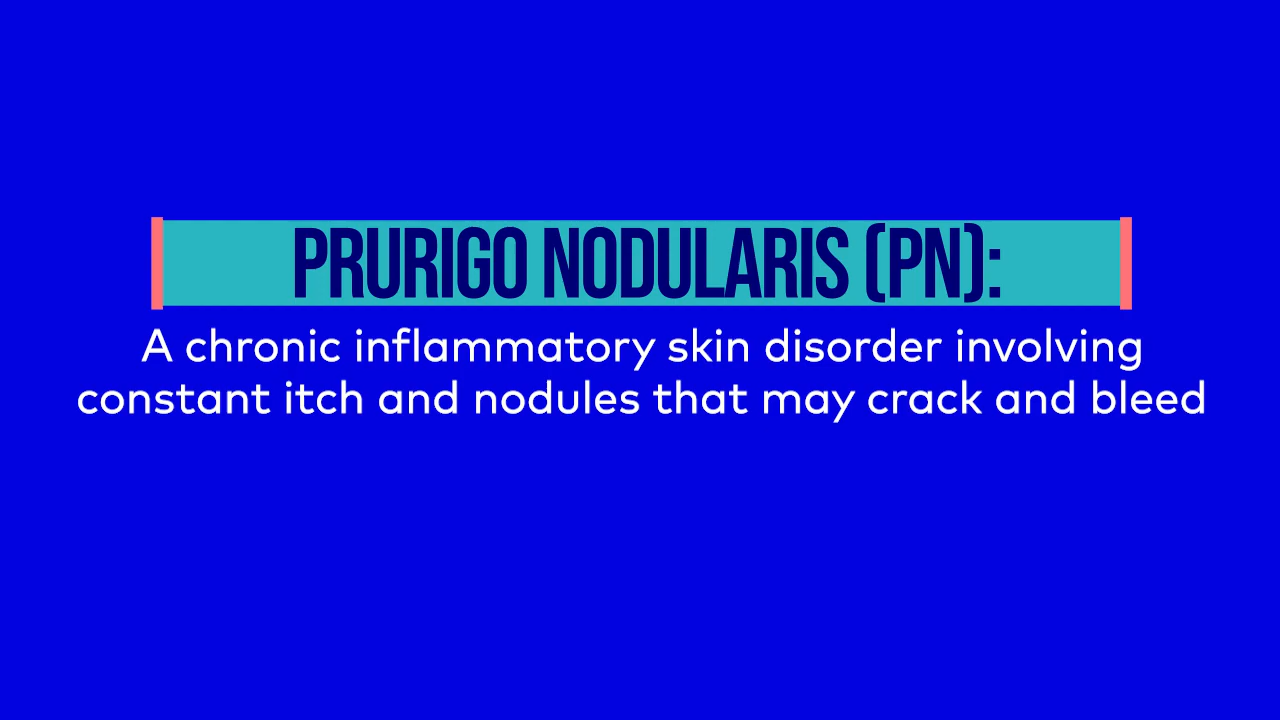 PRURIGO NODULARIS (PN):
A chronic inflammatory skin disorder involving
constant itch and nodules that may crack and bleed